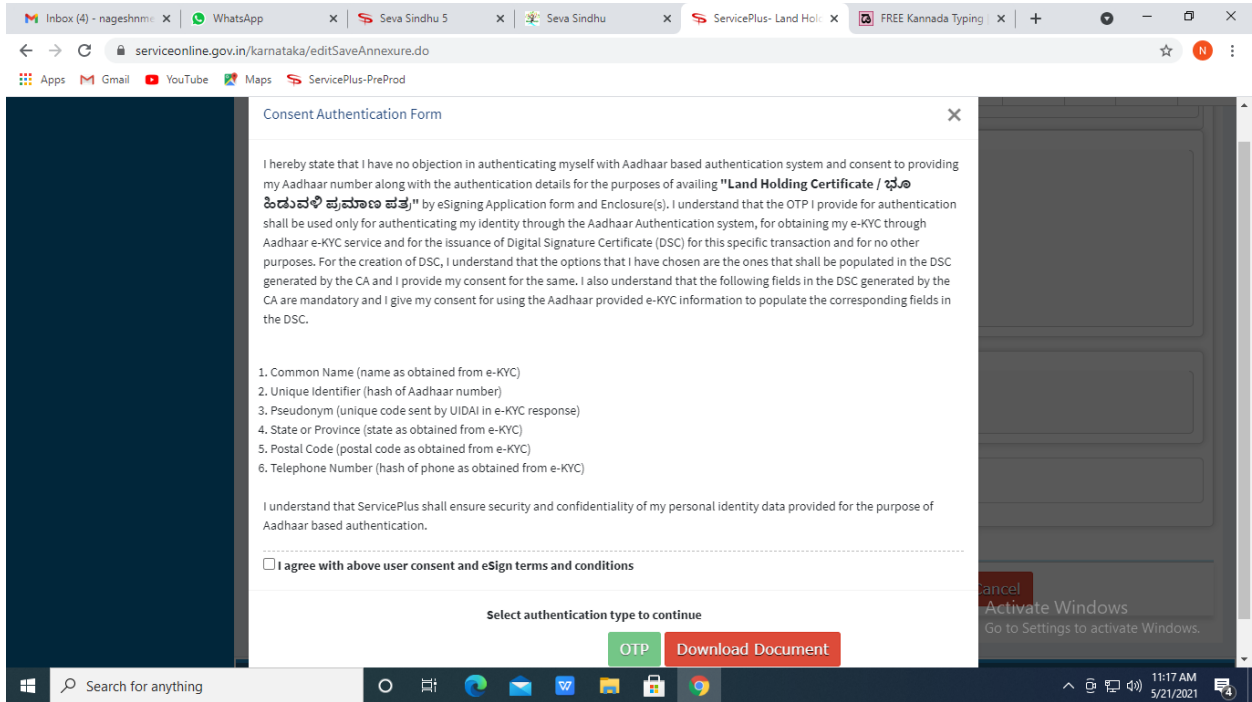 Inbox (4) - nageshnme
WhatsApp
Seva Sindhu 5
Seva Sindhu
ServicePlus- Land Hol
FREE Kannada Typing
serviceonline.gov.in/karnataka/editSaveAnnexure.do
N
Apps
Gmail
YouTube
Maps
ServicePlus-PreProd
Consent Authentication Form
I hereby state that I have no objection in authenticating myself with Aadhaar based authentication system and consent to providing
my Aadhaar number along with the authentication details for the purposes of availing "Land Holding Certificate / ಭೂ
ಹಿಡುವಳಿ ಪ್ರಮಾಣ ಪತ್ರ" by eSigning Application form and Enclosure(s). I understand that the OTP I provide for authentication
shall be used only for authenticating my identity through the Aadhaar Authentication system, for obtaining my e-KYC through
Aadhaar e-KYC service and for the issuance of Digital Signature Certificate (DSC) for this specific transaction and for no other
purposes. For the creation of DSC, I understand that the options that I have chosen are the ones that shall be populated in the DSC
generated by the CA and I provide my consent for the same. I also understand that the following fields in the DSC generated by the
CA are mandatory and I give my consent for using the Aadhaar provided e-KYC information to populate the corresponding fields in
the DSC.
1. Common Name (name as obtained from e-KYC)
2. Unique Identifier (hash of Aadhaar number)
3. Pseudonym (unique code sent by UIDAI in e-KYC response)
4. State or Province (state as obtained from e-KYC)
5. Postal Code (postal code as obtained from e-KYC)
6. Telephone Number (hash of phone as obtained from e-KYC)
I understand that ServicePlus shall ensure security and confidentiality of my personal identity data provided for the purpose of
Aadhaar based authentication.
I agree with above user consent and eSign terms and conditions
Select authentication type to continue
OTP
Download Document
Cancel
Activate Windows
Go to Settings to activate Windows.
Search for anything
11:17 AM
5/21/2021
4